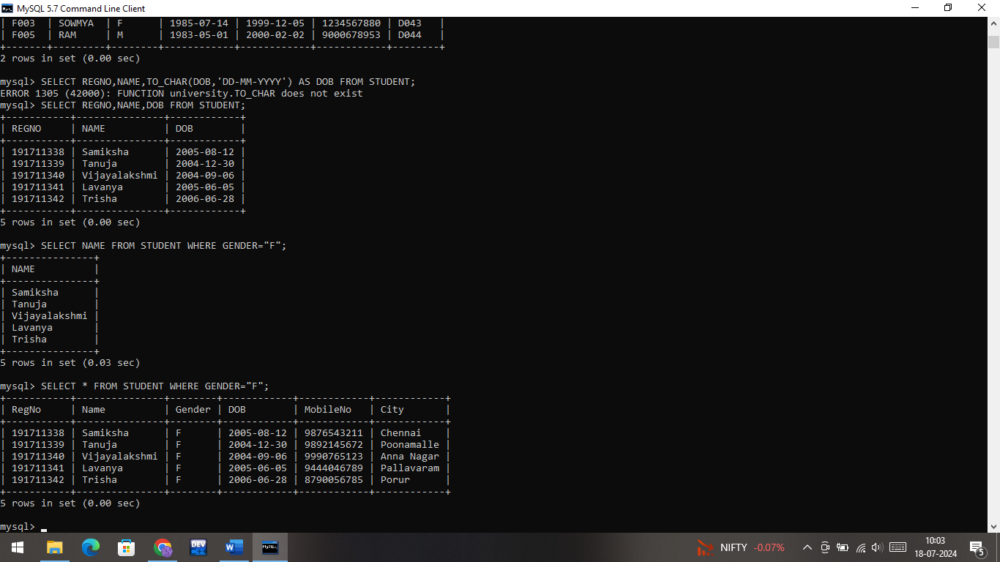 MySQL 5.7 Command Line Client
| F003  | SOWMYA  | F      | 1985-07-14 | 1999-12-05 | 1234567880 | D043   |
| F005  | RAM     | M      | 1983-05-01 | 2000-02-02 | 9000678953 | D044   |
+-------+---------+--------+------------+------------+------------+--------+
2 rows in set (0.00 sec)
mysql> SELECT REGNO,NAME,TO_CHAR(DOB,'DD-MM-YYYY') AS DOB FROM STUDENT;
ERROR 1305 (42000): FUNCTION university.TO_CHAR does not exist
mysql> SELECT REGNO,NAME,DOB FROM STUDENT;
+-----------+---------------+------------+
| REGNO     | NAME          | DOB        |
+-----------+---------------+------------+
| 191711338 | Samiksha      | 2005-08-12 |
| 191711339 | Tanuja        | 2004-12-30 |
| 191711340 | Vijayalakshmi | 2004-09-06 |
| 191711341 | Lavanya       | 2005-06-05 |
| 191711342 | Trisha        | 2006-06-28 |
+-----------+---------------+------------+
5 rows in set (0.00 sec)
mysql> SELECT NAME FROM STUDENT WHERE GENDER="F";
+---------------+
| NAME          |
+---------------+
| Samiksha      |
| Tanuja        |
| Vijayalakshmi |
| Lavanya       |
| Trisha        |
+---------------+
5 rows in set (0.03 sec)
mysql> SELECT * FROM STUDENT WHERE GENDER="F";
+-----------+---------------+--------+------------+------------+------------+
| RegNo     | Name          | Gender | DOB        | MobileNo   | City       |
+-----------+---------------+--------+------------+------------+------------+
| 191711338 | Samiksha      | F      | 2005-08-12 | 9876543211 | Chennai    |
| 191711339 | Tanuja        | F      | 2004-12-30 | 9892145672 | Poonamalle |
| 191711340 | Vijayalakshmi | F      | 2004-09-06 | 9990765123 | Anna Nagar |
| 191711341 | Lavanya       | F      | 2005-06-05 | 9444046789 | Pallavaram |
| 191711342 | Trisha        | F      | 2006-06-28 | 8790056785 | Porur      |
+-----------+---------------+--------+------------+------------+------------+
5 rows in set (0.00 sec)
mysql>
DEV
MySQL
NIFTY -0.07%
10:03
18-07-2024
5